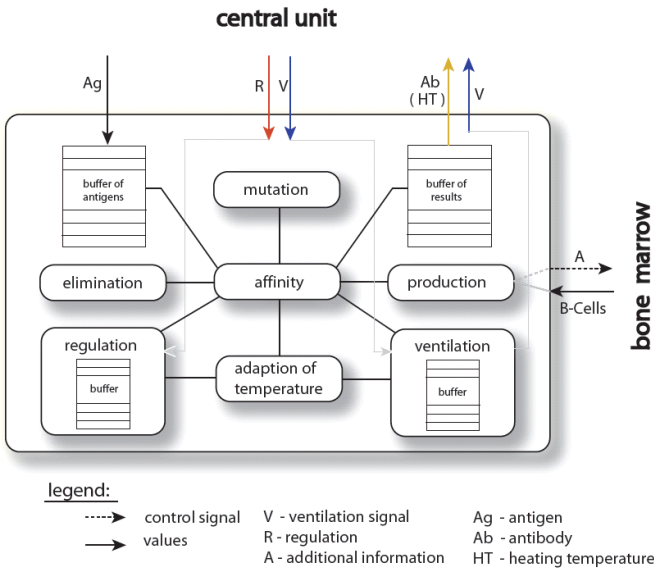 central unit
Ag
R
V
Ab
( HT )
V
buffer of
antigens
mutation
buffer of
results
elimination
affinity
production
A
B-Cells
bone marrow
regulation
buffer
adaption of
temperature
ventilation
buffer
legend:
control signal
values
V - ventilation signal
R - regulation
A - additional information
Ag - antigen
Ab - antibody
HT - heating temperature